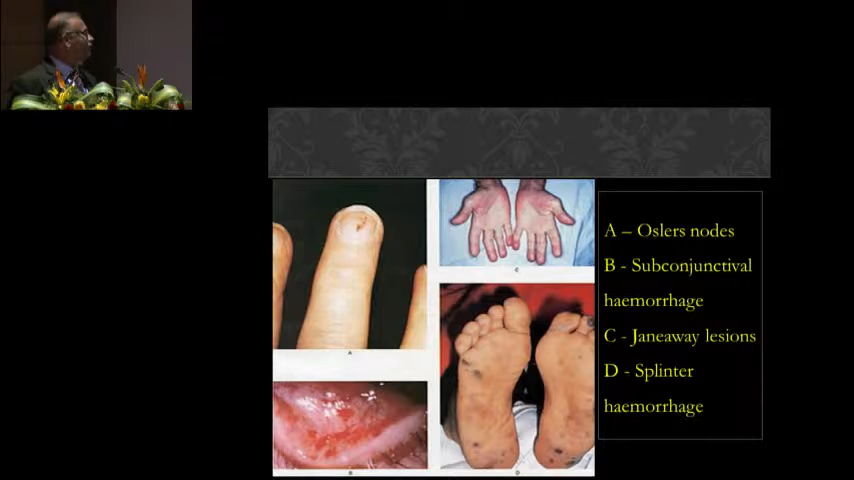 A
C
B
D
A – Oslers nodes
B - Subconjunctival
haemorrhage
C - Janeaway lesions
D - Splinter
haemorrhage